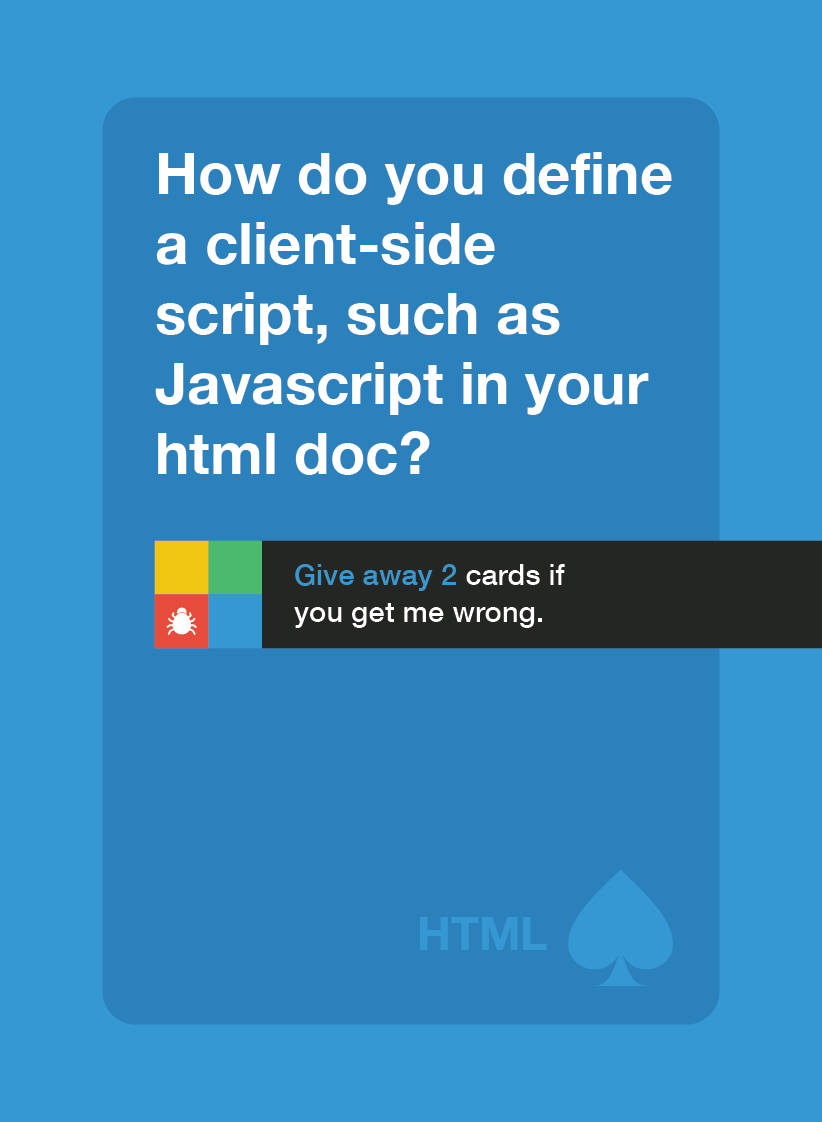 How do you define
a client-side
script, such as
Javascript in your
html doc?
Give away 2 cards if
you get me wrong.
HTML